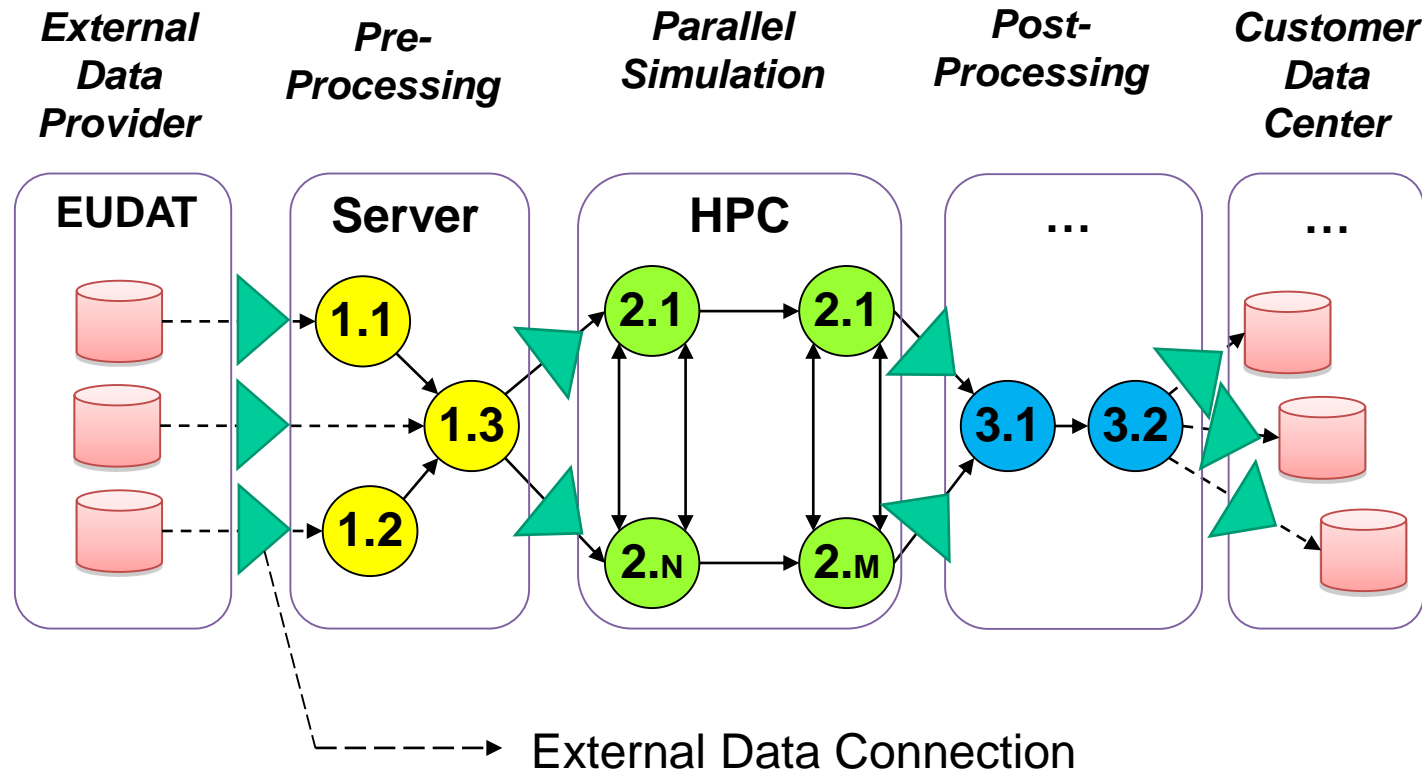 External
Data
Provider
Pre-
Processing
Parallel
Simulation
Post-
Processing
Customer
Data
Center
EUDAT
Server
HPC
...
...
1.1
1.3
1.2
2.1
2.1
2.N
2.M
3.1
3.2
External Data Connection